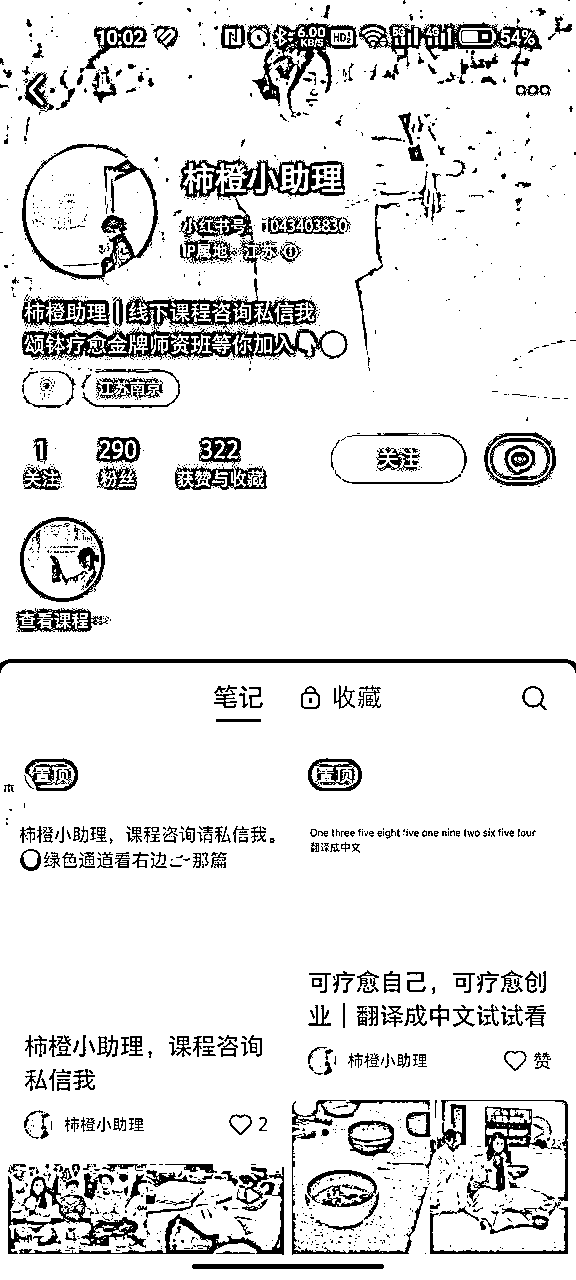 10:02
6.00 KB/s
HD
5G
4G
54%
柿橙小助理
小红书号：1043403830
IP属地：江苏
柿橙助理｜线下课程咨询私信我
颂钵疗愈金牌师资班等你加入
江苏南京
1 290 322
关注 粉丝 获赞与收藏
关注
查看课程
笔记 收藏
置顶
柿橙小助理，课程咨询请私信我。
绿色通道看右边👉那篇
柿橙小助理，课程咨询
私信我
柿橙小助理 2
置顶
One three five eight five one nine two six five four
翻译成中文
可疗愈自己，可疗愈创
业｜翻译成中文试试看
柿橙小助理 赞